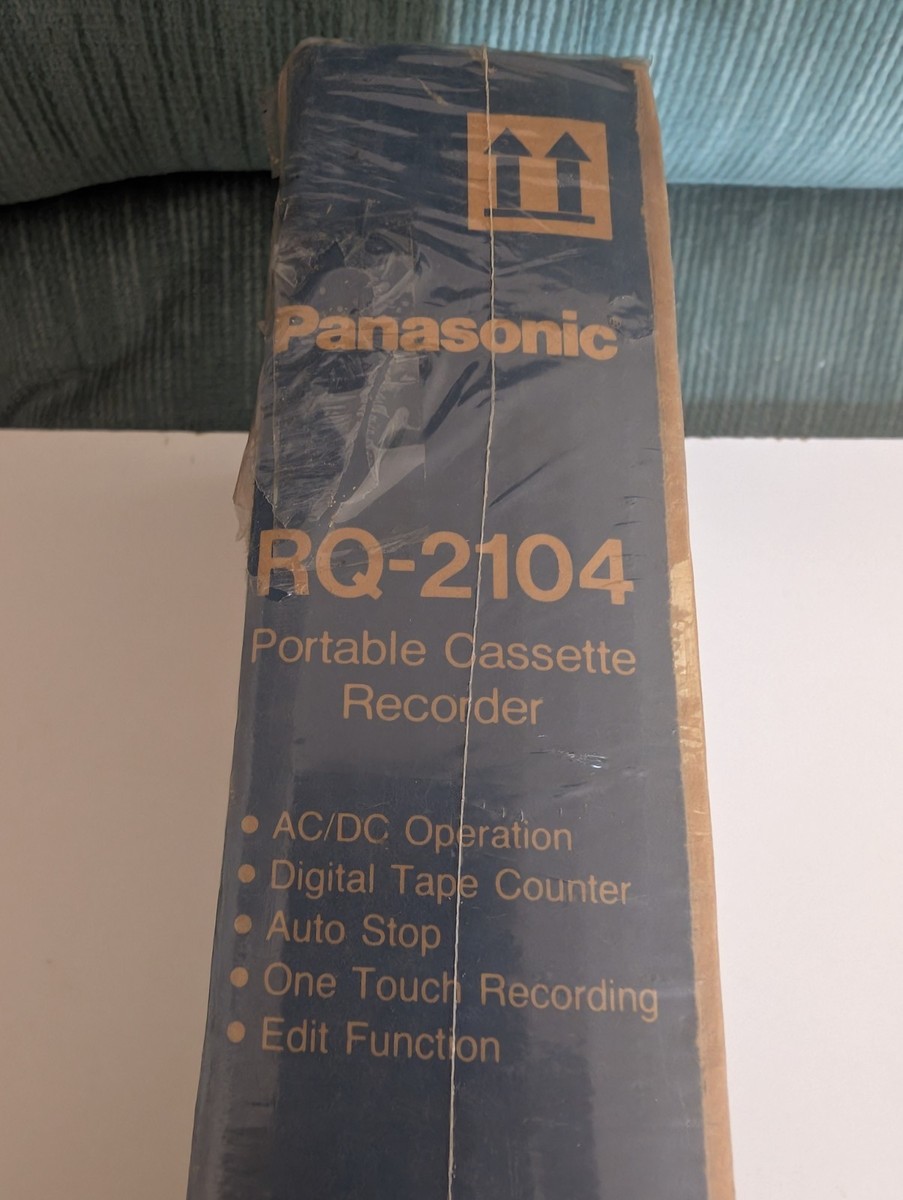 Panasonic
RQ-2104
Portable Cassette
Recorder
• AC/DC Operation
• Digital Tape Counter
• Auto Stop
• One Touch Recording
• Edit Function